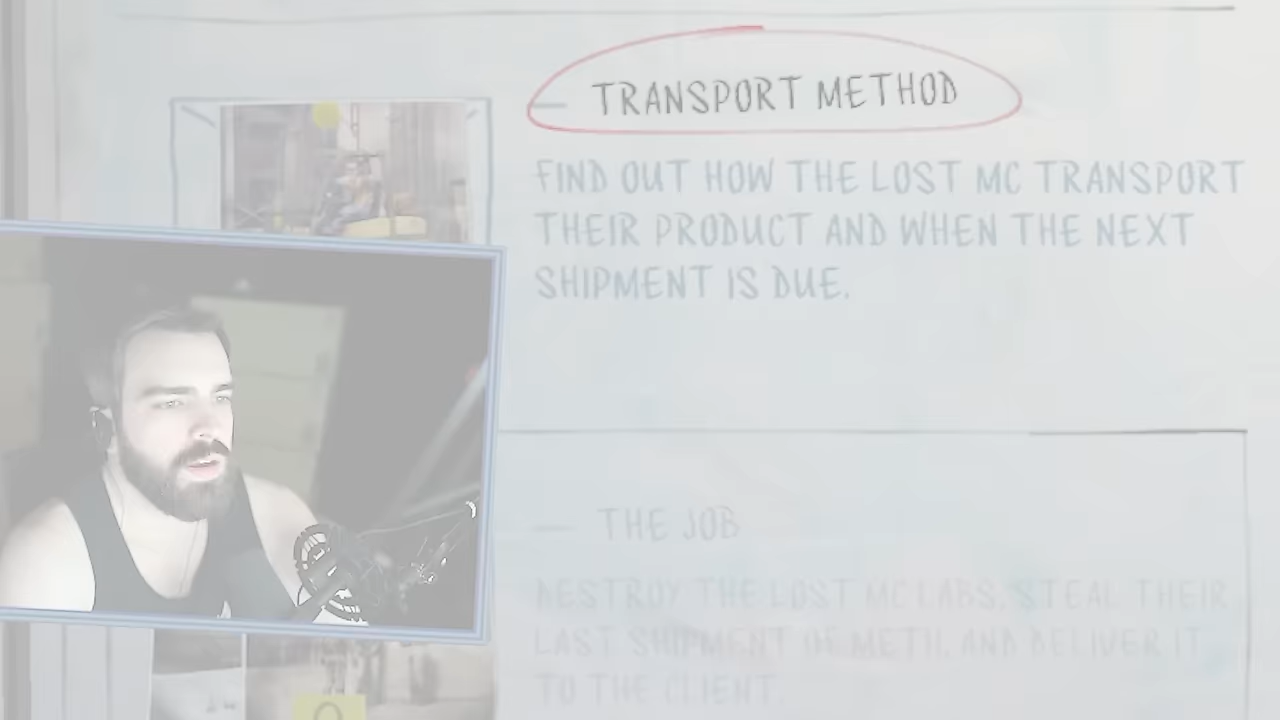 TRANSPORT METHOD
FIND OUT HOW THE LOST MC TRANSPORT
THEIR PRODUCT AND WHEN THE NEXT
SHIPMENT IS DUE.
THE JOB
DESTROY THE LOST MC LABS, STEAL THEIR
LAST SHIPMENT OF METH, AND DELIVER IT
TO THE CLIENT.